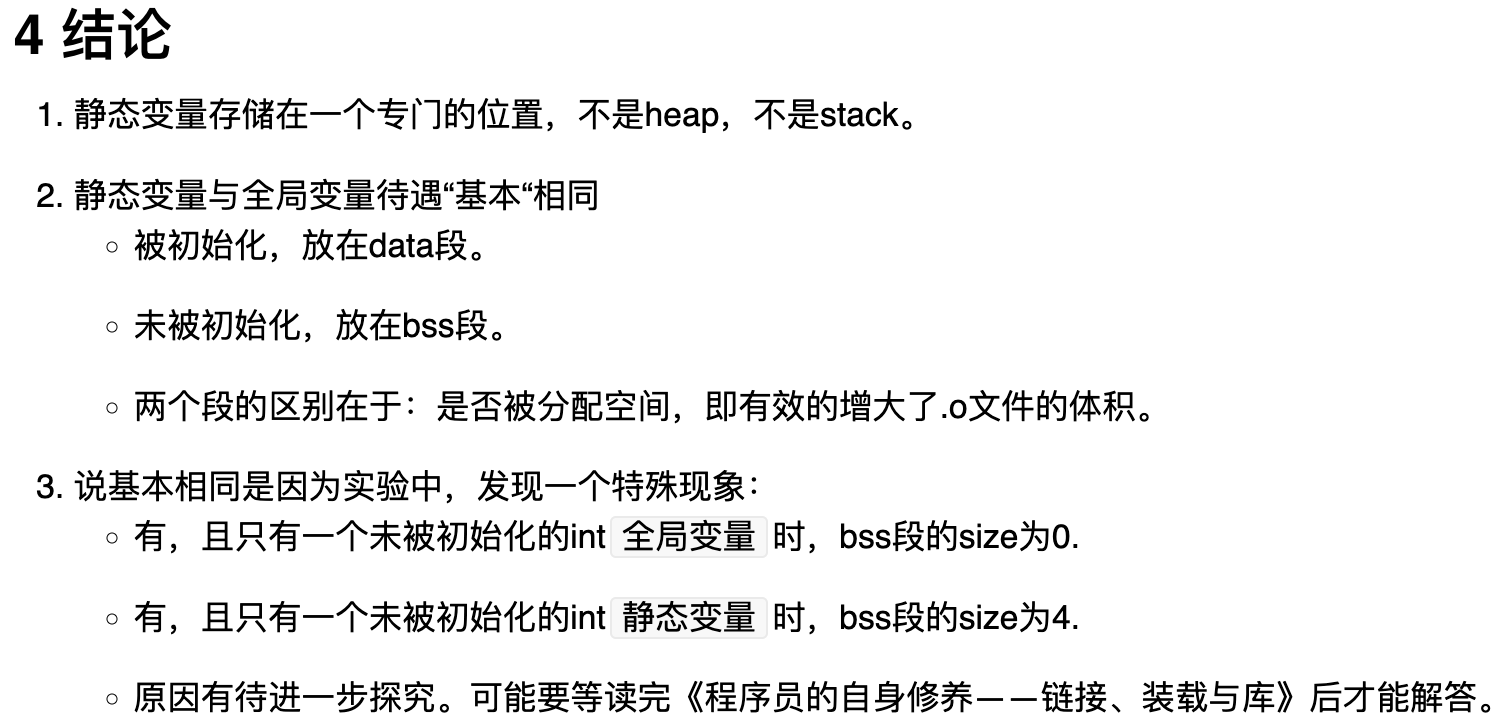 4 结论
1. 静态变量存储在一个专门的位置，不是heap，不是stack。
2. 静态变量与全局变量待遇“基本“相同
◦ 被初始化，放在data段。
◦ 未被初始化，放在bss段。
◦ 两个段的区别在于：是否被分配空间，即有效的增大了.o文件的体积。
3. 说基本相同是因为实验中，发现一个特殊现象：
◦ 有，且只有一个未被初始化的int 全局变量 时，bss段的size为0.
◦ 有，且只有一个未被初始化的int 静态变量 时，bss段的size为4.
◦ 原因有待进一步探究。可能要等读完《程序员的自身修养——链接、装载与库》后才能解答。